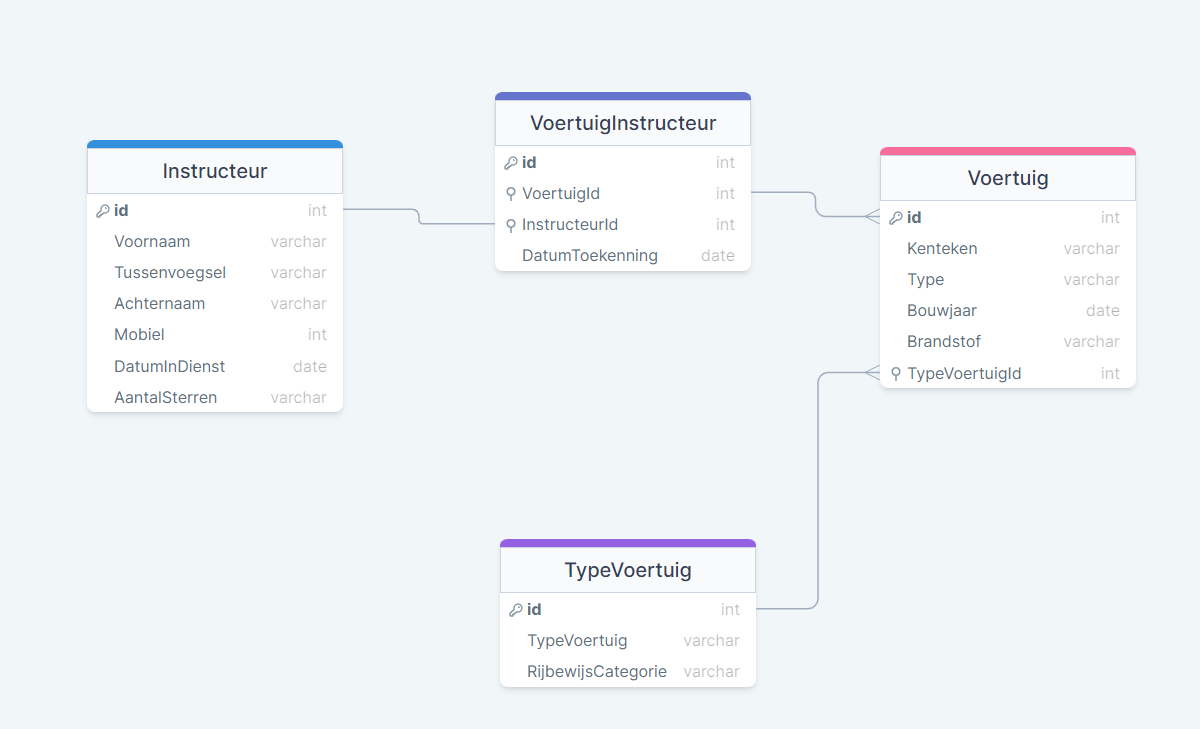 Instructeur
id int
Voornaam varchar
Tussenvoegsel varchar
Achternaam varchar
Mobiel int
DatumInDienst date
AantalSterren varchar
VoertuigInstructeur
id int
VoertuigId int
InstructeurId int
DatumToekenning date
Voertuig
id int
Kenteken varchar
Type varchar
Bouwjaar date
Brandstof varchar
TypeVoertuigId int
TypeVoertuig
id int
TypeVoertuig varchar
RijbewijsCategorie varchar